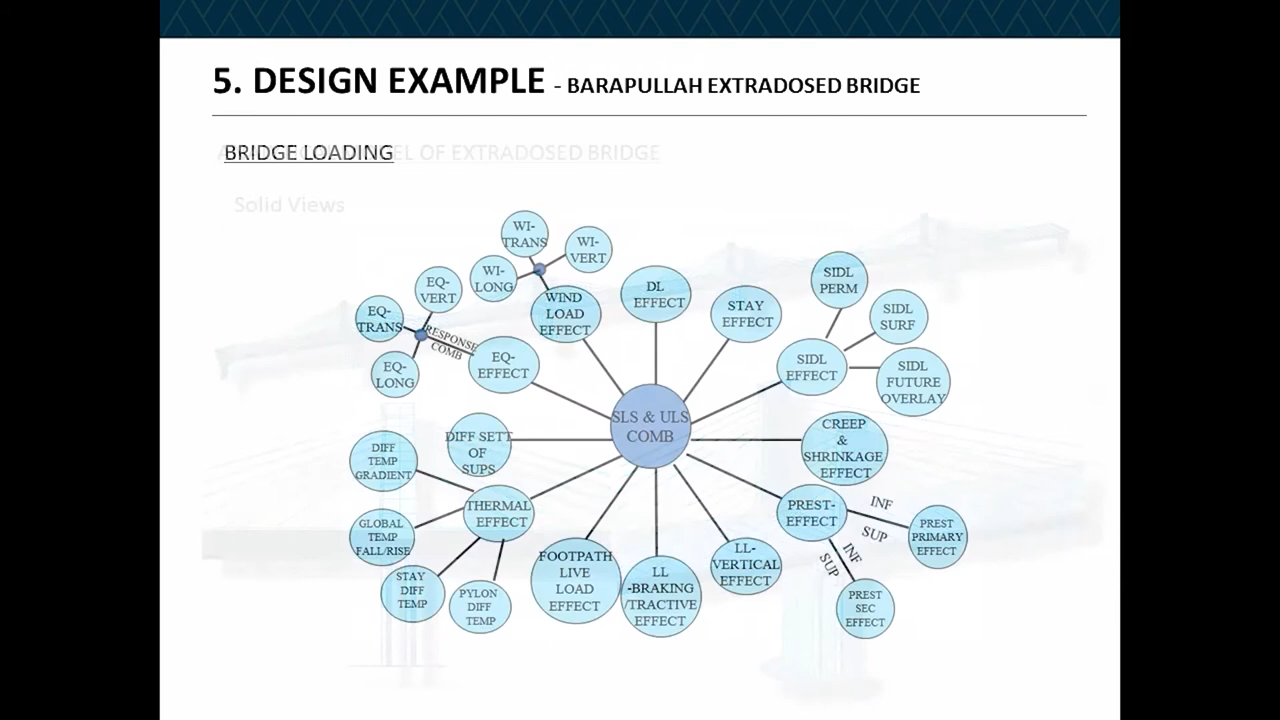 5. DESIGN EXAMPLE - BARAPULLAH EXTRADOSED BRIDGE
BRIDGE LOADING
EL OF EXTRADOSED BRIDGE
Solid Views
WI-
TRANS
WI-
VERT
WI-
LONG
WIND
LOAD
EFFECT
DL
EFFECT
STAY
EFFECT
SIDL
PERM
SIDL
SURF
SIDL
EFFECT
SIDL
FUTURE
OVERLAY
EQ-
VERT
EQ-
TRANS
EQ-
LONG
RESPONSE
COMB
EQ-
EFFECT
SLS & ULS
COMB
DIFF SETT
OF
SUPS
CREEP
&
SHRINKAGE
EFFECT
DIFF
TEMP
GRADIENT
THERMAL
EFFECT
GLOBAL
TEMP
FALL/RISE
STAY
DIFF
TEMP
PYLON
DIFF
TEMP
FOOTPATH
LIVE
LOAD
EFFECT
LL
-BRAKING
/TRACTIVE
EFFECT
LL-
VERTICAL
EFFECT
PREST-
EFFECT
INF
SUP
PREST
PRIMARY
EFFECT
INF
SUP
PREST
SEC
EFFECT